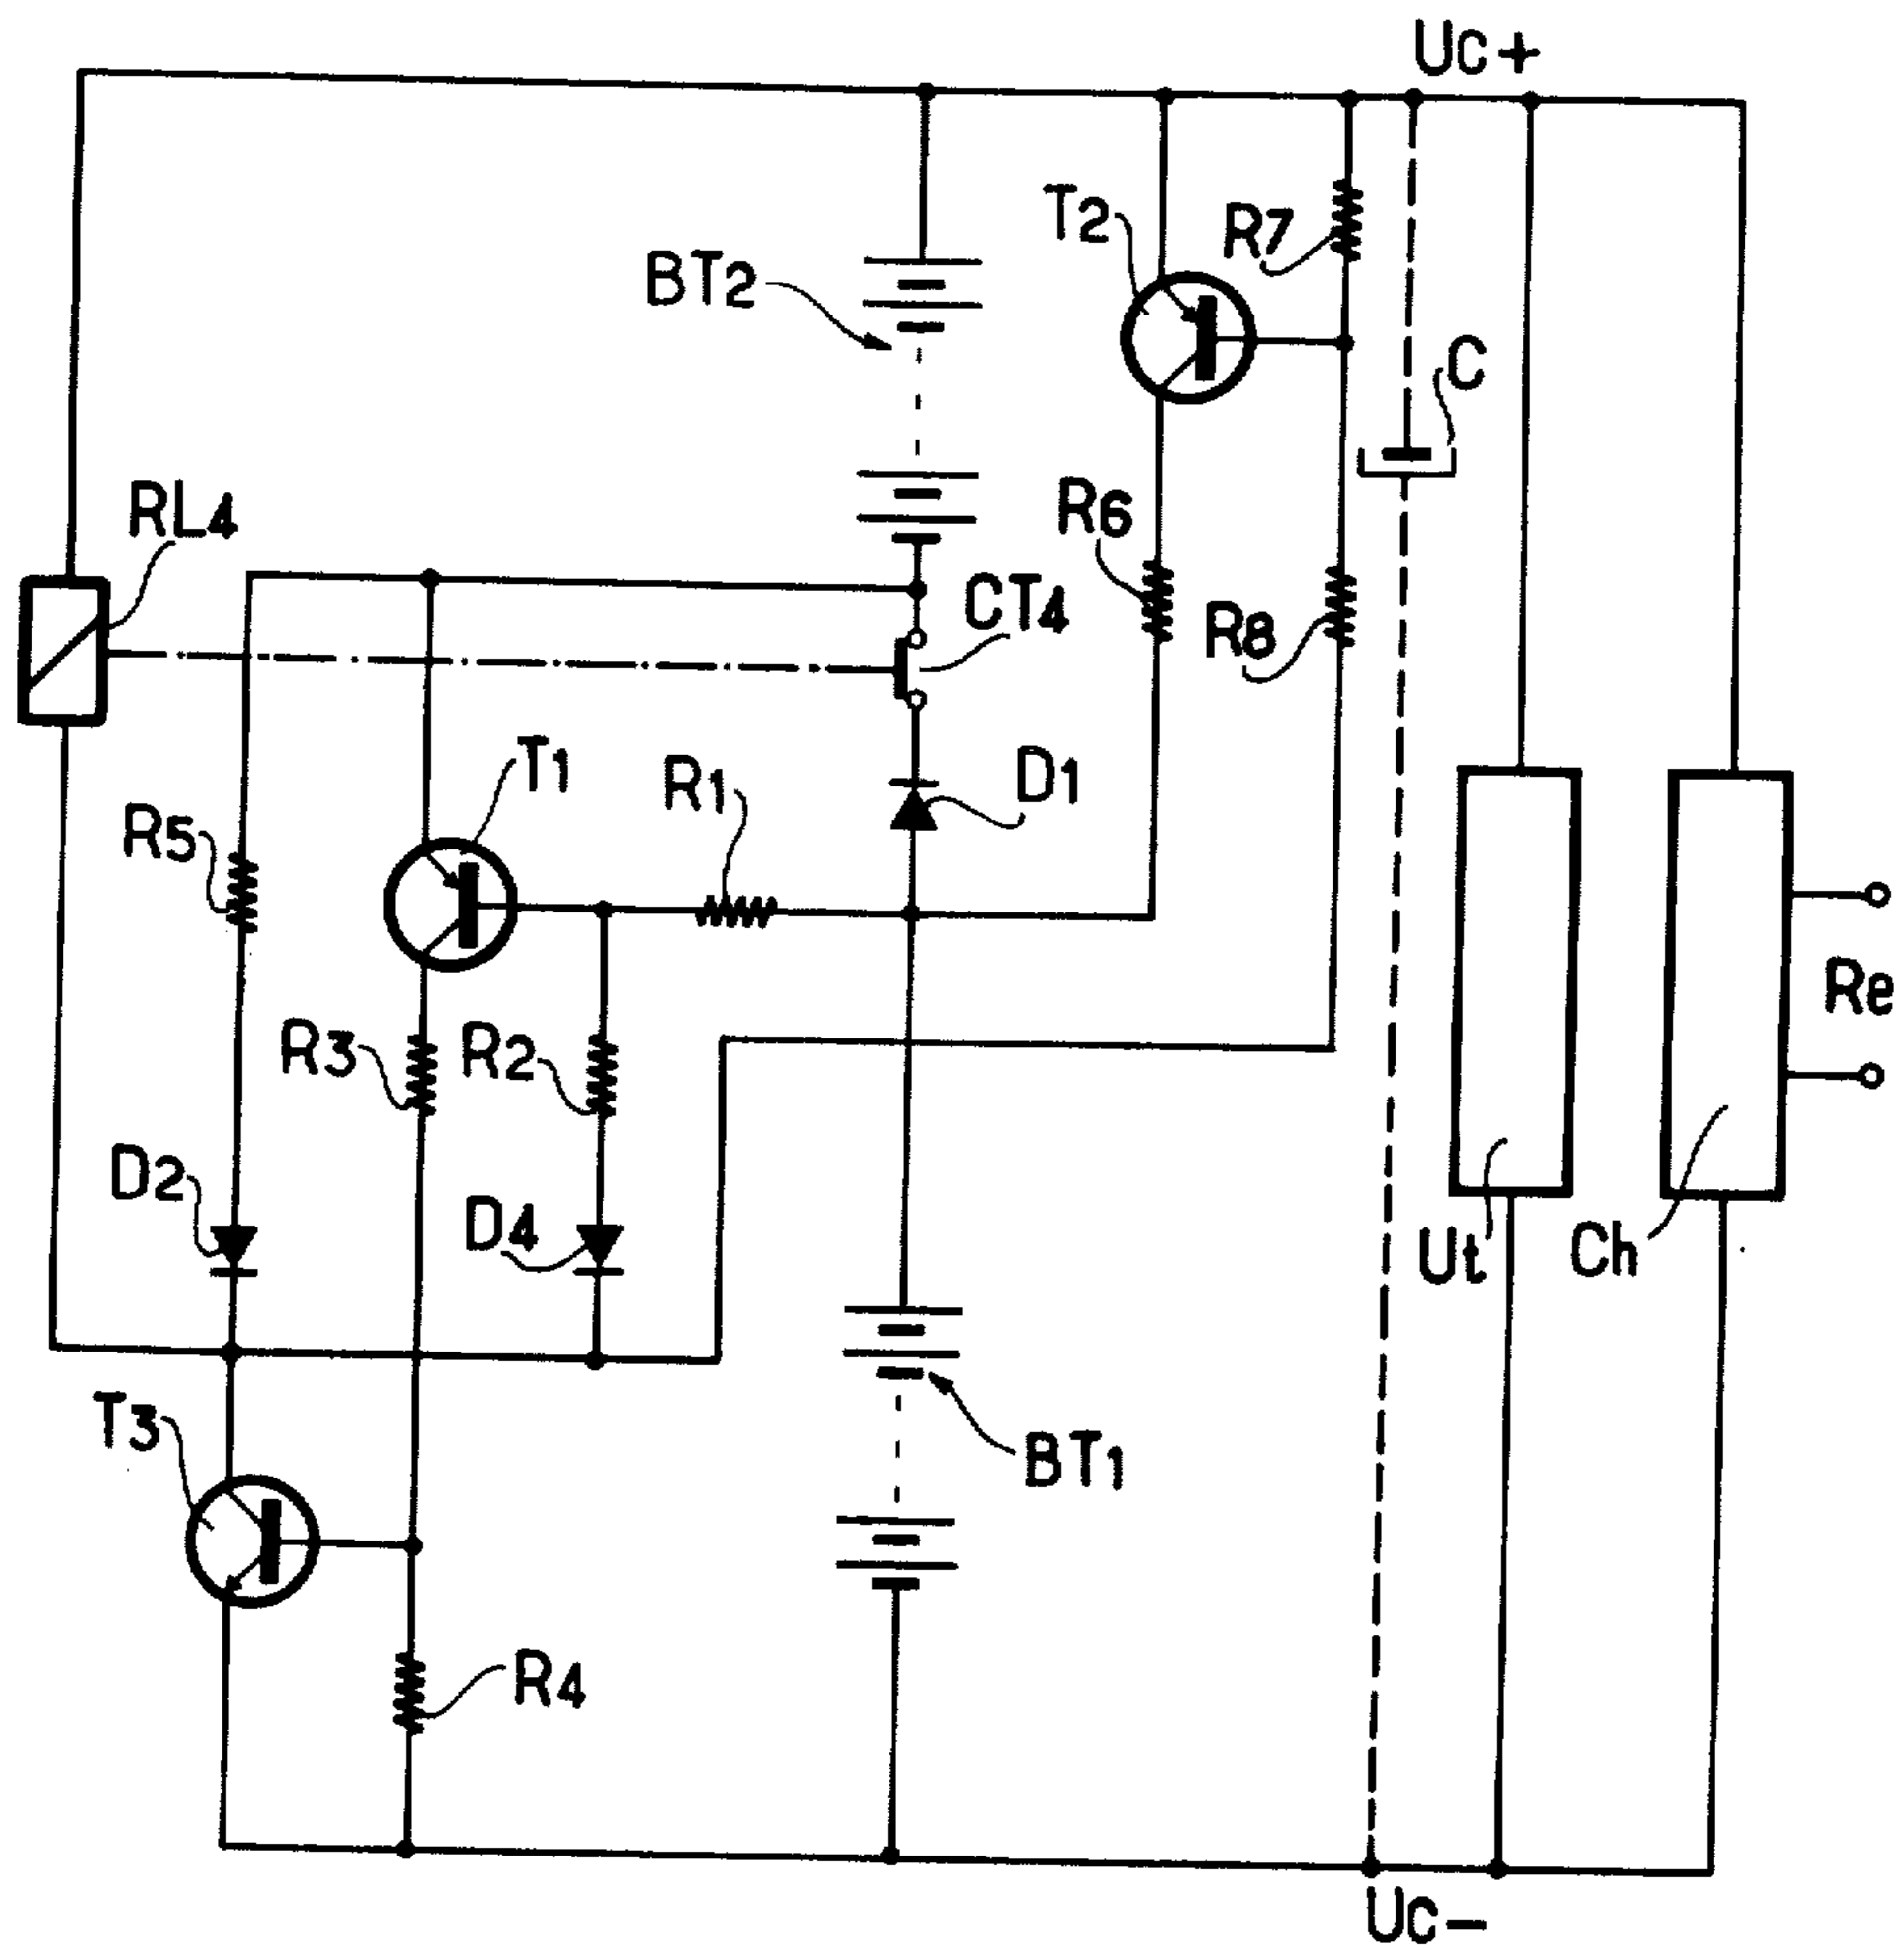 Uc+
T2
R7
BT2
C
RL4
R6
CT4
R8
T1
R1
D1
R5
Re
R3
R2
D2
D4
Ut
Ch
T3
BT1
R4
Uc-